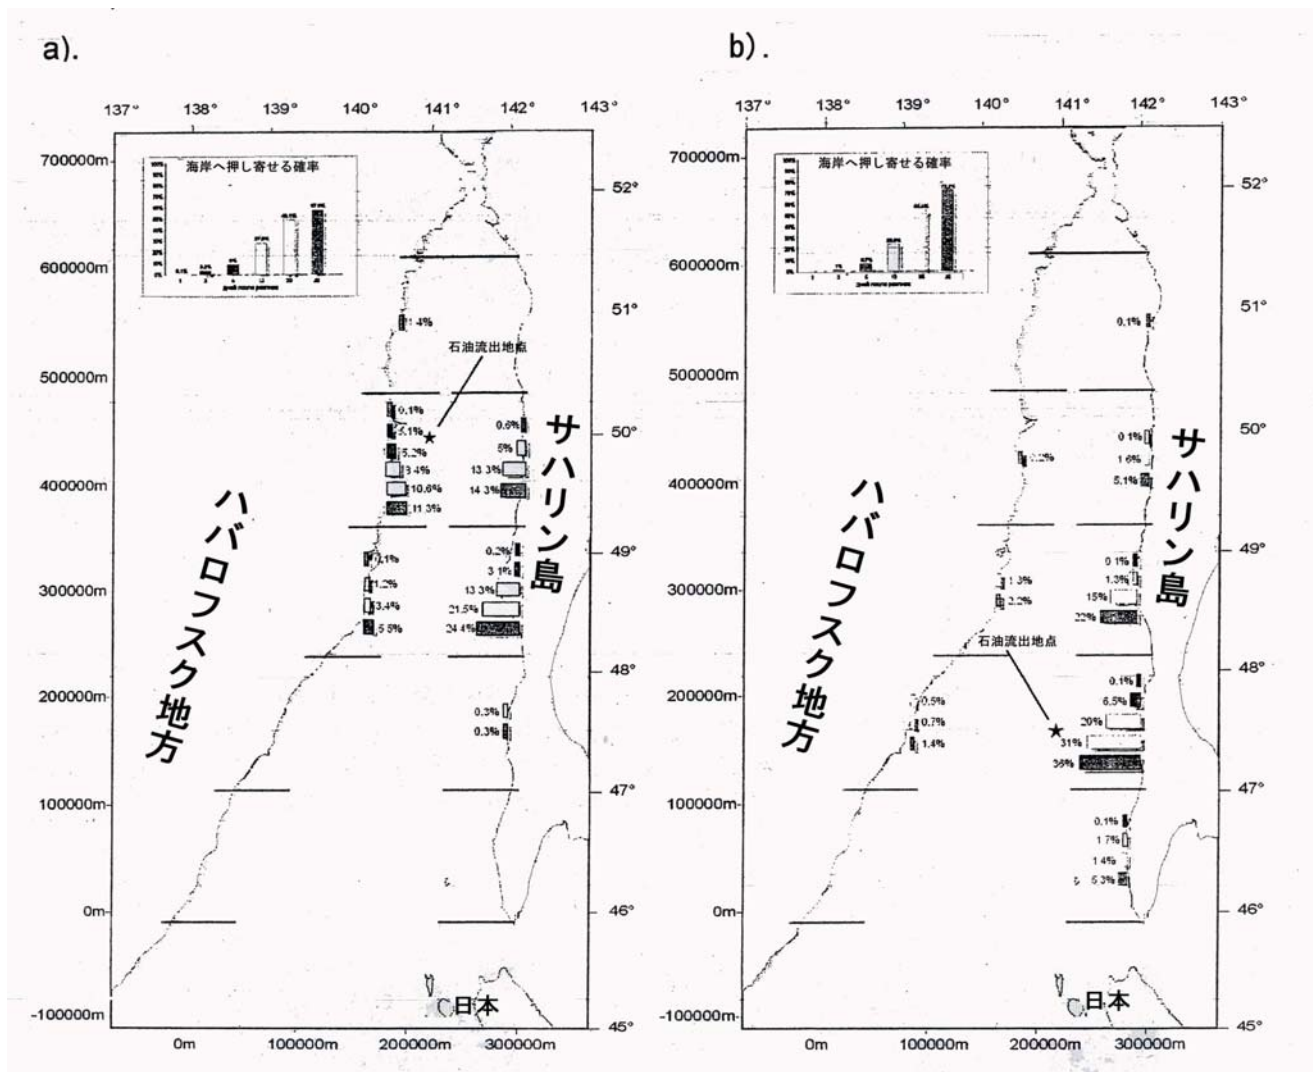 a).
137° 138° 139° 140° 141° 142° 143°
700000m
600000m
500000m
400000m
300000m
200000m
100000m
0m
-100000m
0m 100000m 200000m 300000m
52°
51°
50°
49°
48°
47°
46°
45°
海岸へ押し寄せる確率
石油流出地点
ハバロフスク地方
サハリン島
日本
0.1%
5.2%
10.6%
11.3%
0.6%
5%
13.3%
14.3%
1.2%
3.4%
5.5%
0.2%
3.1%
13.3%
21.5%
24.4%
0.3%
0.3%
b).
137° 138° 139° 140° 141° 142° 143°
700000m
600000m
500000m
400000m
300000m
200000m
100000m
0m
-100000m
0m 100000m 200000m 300000m
52°
51°
50°
49°
48°
47°
46°
45°
海岸へ押し寄せる確率
石油流出地点
ハバロフスク地方
サハリン島
日本
0.1%
0.2%
0.1%
1.6%
5.1%
1.3%
2.2%
0.1%
1.3%
15%
22%
0.5%
0.7%
1.4%
0.1%
6.5%
20%
31%
36%
0.1%
1.7%
1.4%
5.3%